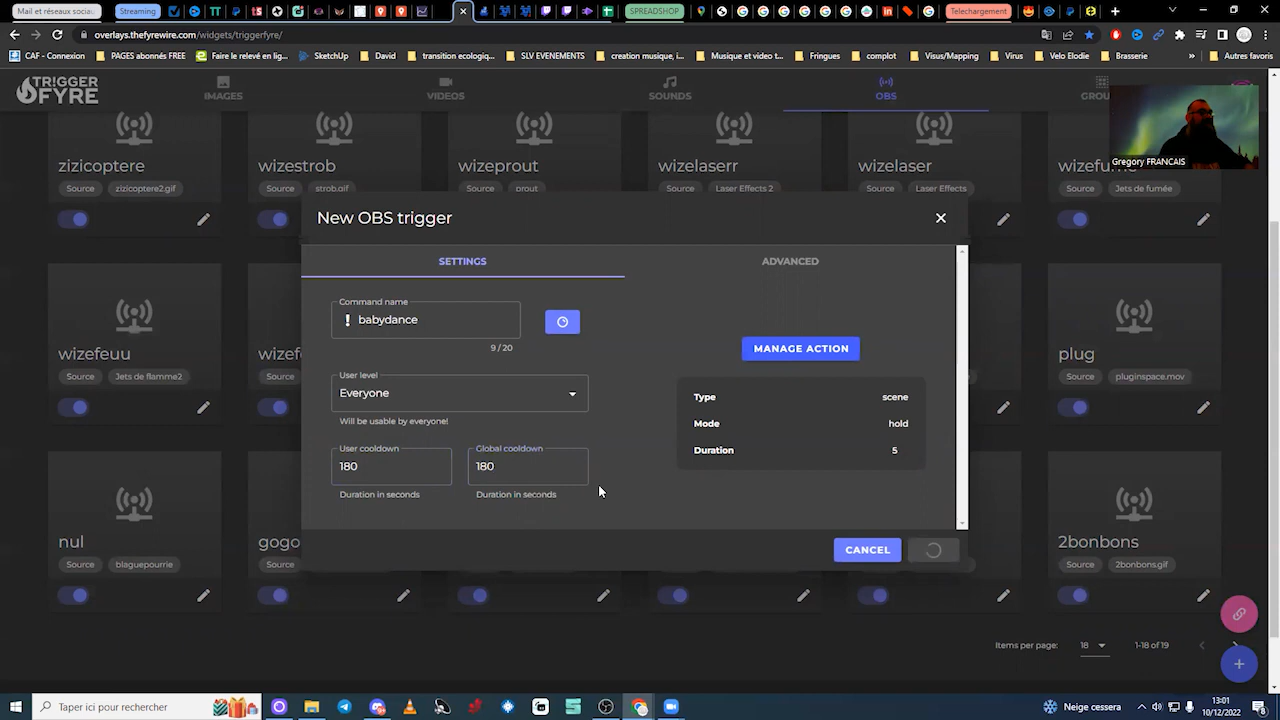 Mail et réseaux sociau
Streaming
SPREADSHOP
Telechargement
overlays.thefyrewire.com/widgets/triggerfyre/
CAF - Connexion
PAGES abonnés FREE
Faire le relevé en lig...
SketchUp
David
transition ecologiq...
SLV EVENEMENTS
creation musique, i...
Musique et video t...
Fringues
complot
Visus/Mapping
Virus
Velo Elodie
Brasserie
Autres favoris
TRIGGER
FYRE
IMAGES
VIDEOS
SOUNDS
OBS
GROU
Gregory FRANCAIS
zizicoptere
wizestrob
wizeprout
wizelaserr
wizelaser
wizefum
Source zizicoptere2.gif
Source strob.gif
Source prout
Source Laser Effects 2
Source Laser Effects
Source Jets de fumée
New OBS trigger
SETTINGS
ADVANCED
Command name
! babydance
9 / 20
MANAGE ACTION
User level
Everyone
Will be usable by everyone!
Type scene
Mode hold
Duration 5
User cooldown
180
Duration in seconds
Global cooldown
180
Duration in seconds
CANCEL
wizefeuu
wizef
plug
Source Jets de flamme2
Source
Source pluginspace.mov
nul
gogo
2bonbons
Source blaguepourrie
Source
Source 2bonbons.gif
Items per page: 18 1-18 of 19
Taper ici pour rechercher
Neige cessera
13:01
10/12/2022